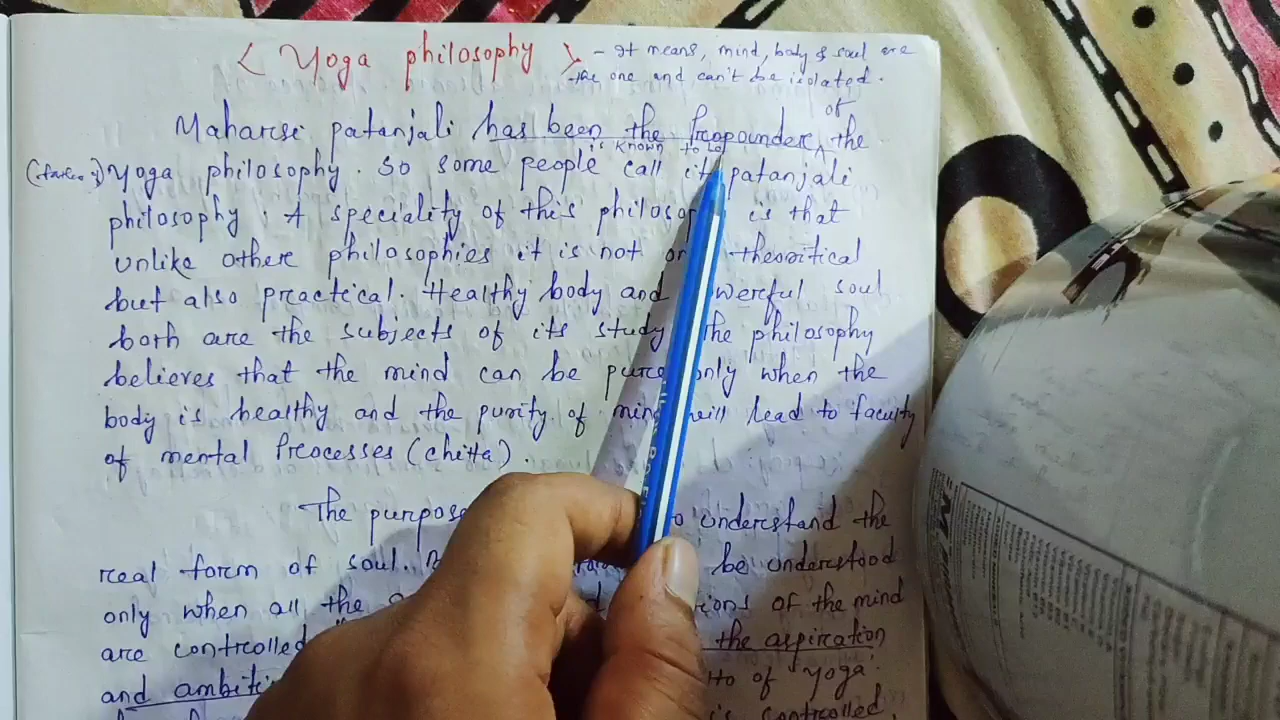 < Yoga philosophy > - It means, mind, body & soul are
the one and can't be isolated.
Maharsi patanjali has been the Propounder of the
is known to be
Yoga philosophy. So some people call it patanjali
philosophy. A speciality of this philosop is that
unlike other philosophies it is not on theoritical
but also practical. Healthy body and werful soul
both are the subjects of its study the philosophy
believes that the mind can be pure only when the
body is healthy and the purity of mind will lead to faculty
of mental Processes (chitta).
The purpose to understand the
real form of soul. be understood
only when all the ions of the mind
are controlled the aspiration
and ambiti tto of yoga
is controlled,